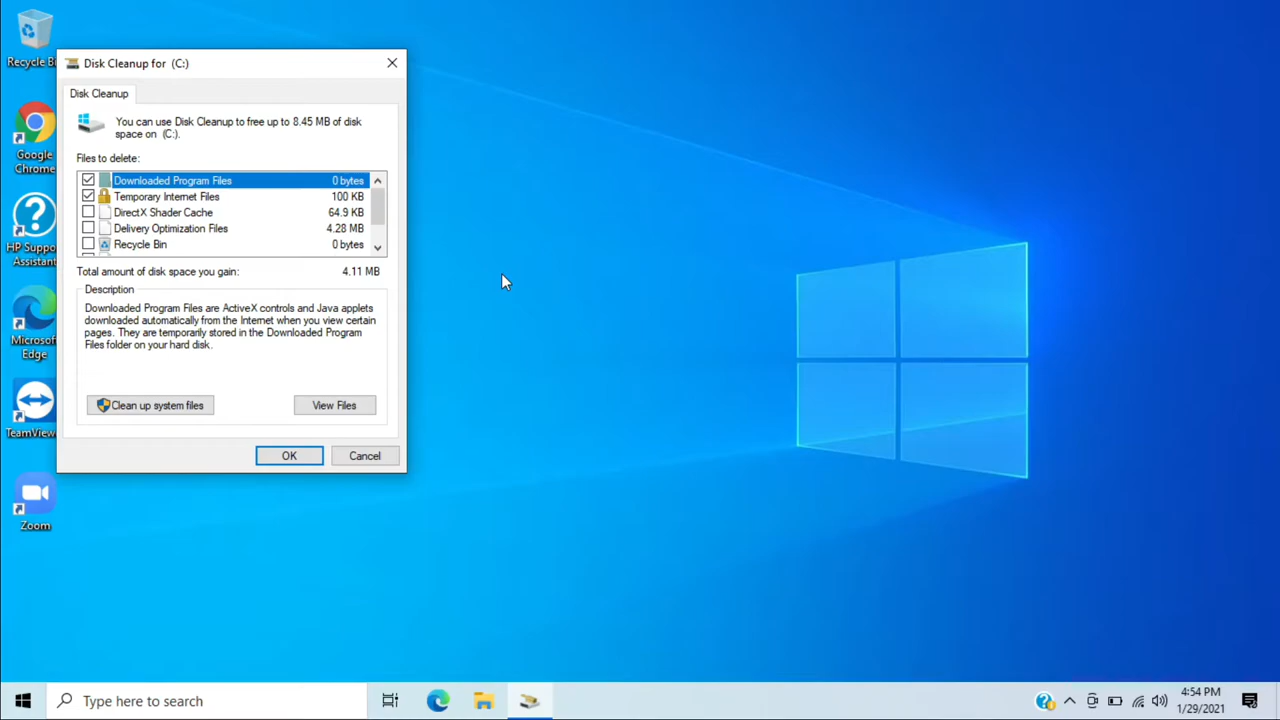 Recycle Bi
Google
Chrome
HP Suppo
Assistan
Microsof
Edge
TeamView
Zoom
Disk Cleanup for (C:)
Disk Cleanup
You can use Disk Cleanup to free up to 8.45 MB of disk
space on (C:).
Files to delete:
Downloaded Program Files 0 bytes
Temporary Internet Files 100 KB
DirectX Shader Cache 64.9 KB
Delivery Optimization Files 4.28 MB
Recycle Bin 0 bytes
Total amount of disk space you gain: 4.11 MB
Description
Downloaded Program Files are ActiveX controls and Java applets
downloaded automatically from the Internet when you view certain
pages. They are temporarily stored in the Downloaded Program
Files folder on your hard disk.
Clean up system files View Files
OK Cancel
Type here to search
4:54 PM
1/29/2021